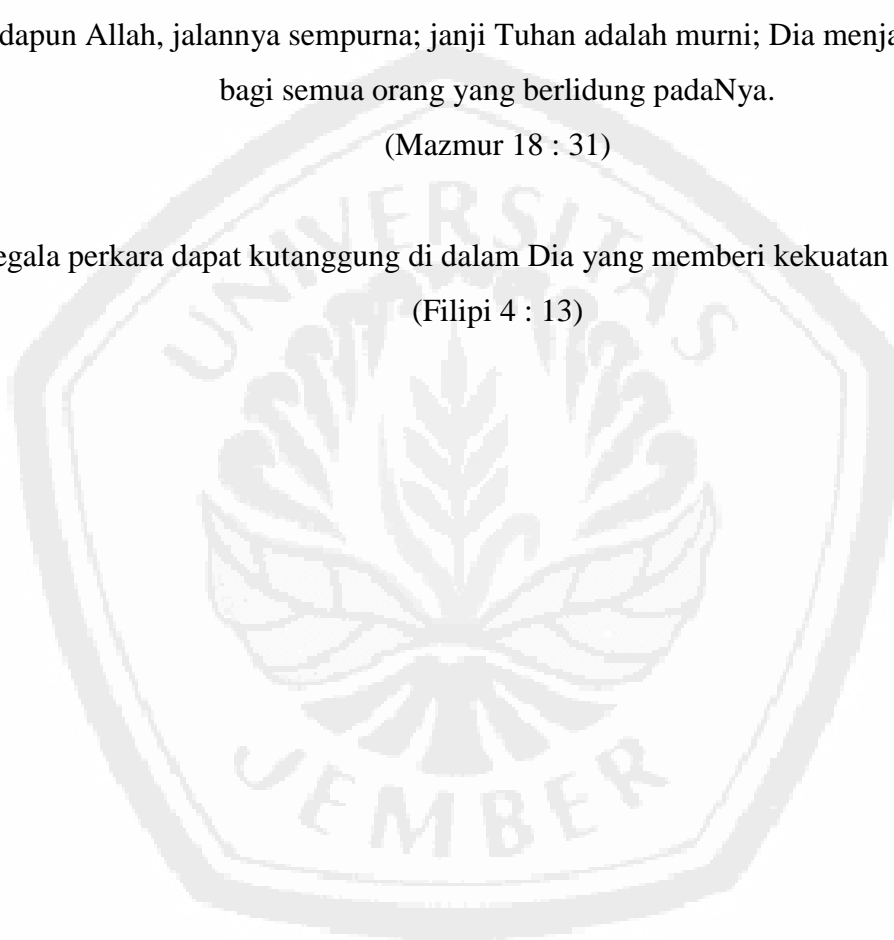 dapun Allah, jalannya sempurna; janji Tuhan adalah murni; Dia menja
bagi semua orang yang berlidung padaNya.
(Mazmur 18 : 31)
egala perkara dapat kutanggung di dalam Dia yang memberi kekuatan
(Filipi 4 : 13)
UNIVERSITAS
JEMBER